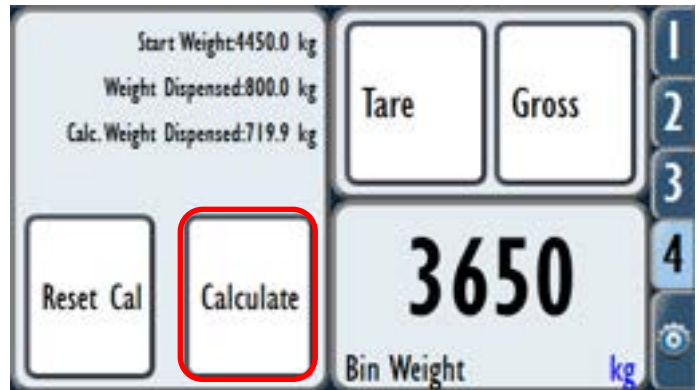 Start Weight:4450.0 kg
Weight Dispensed:800.0 kg
Calc. Weight Dispensed:719.9 kg
Reset Cal
Calculate
Tare
Gross
3650
Bin Weight kg
1
2
3
4